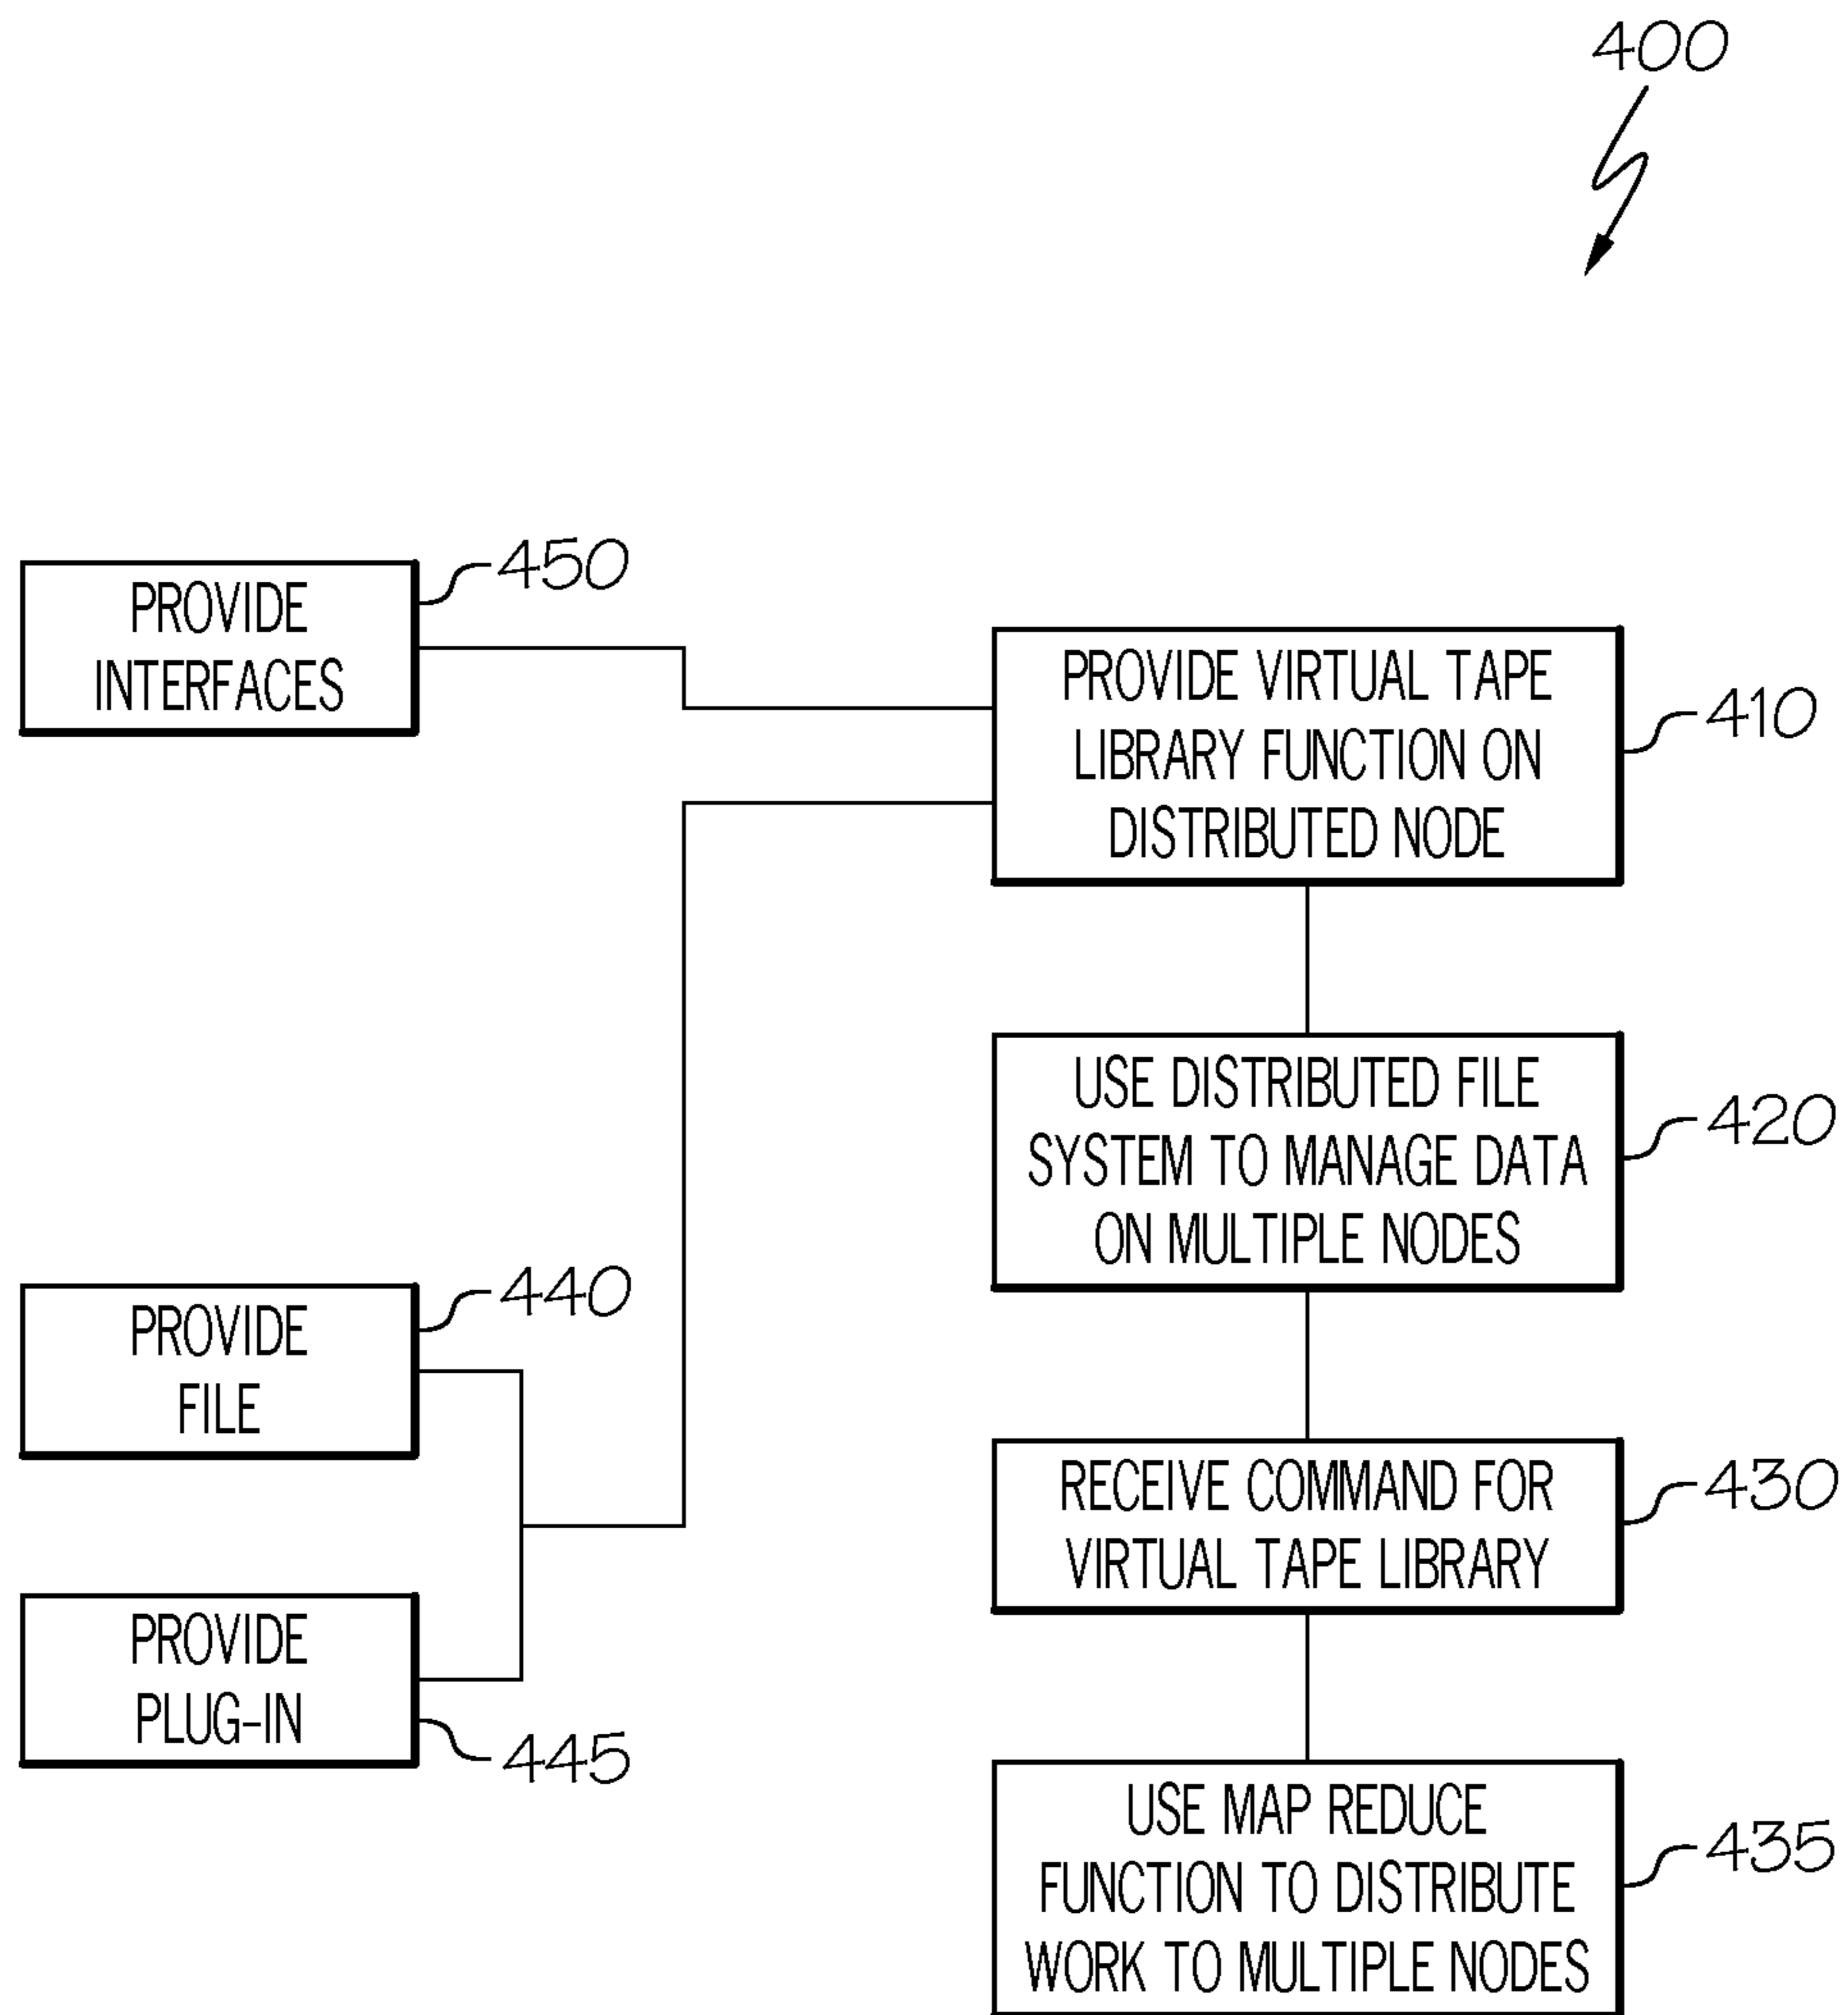 400
PROVIDE
INTERFACES
450
PROVIDE VIRTUAL TAPE
LIBRARY FUNCTION ON
DISTRIBUTED NODE
410
USE DISTRIBUTED FILE
SYSTEM TO MANAGE DATA
ON MULTIPLE NODES
420
PROVIDE
FILE
440
RECEIVE COMMAND FOR
VIRTUAL TAPE LIBRARY
430
PROVIDE
PLUG-IN
445
USE MAP REDUCE
FUNCTION TO DISTRIBUTE
WORK TO MULTIPLE NODES
435